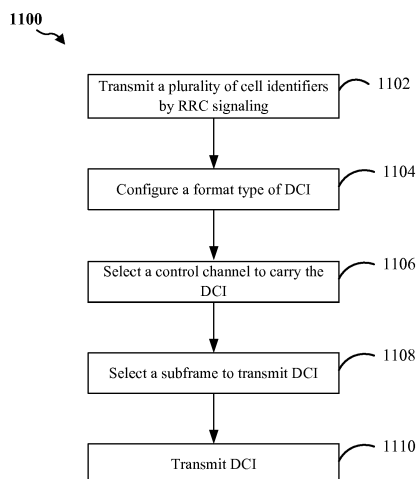 1100
Transmit a plurality of cell identifiers
by RRC signaling
1102
Configure a format type of DCI
1104
Select a control channel to carry the
DCI
1106
Select a subframe to transmit DCI
1108
Transmit DCI
1110